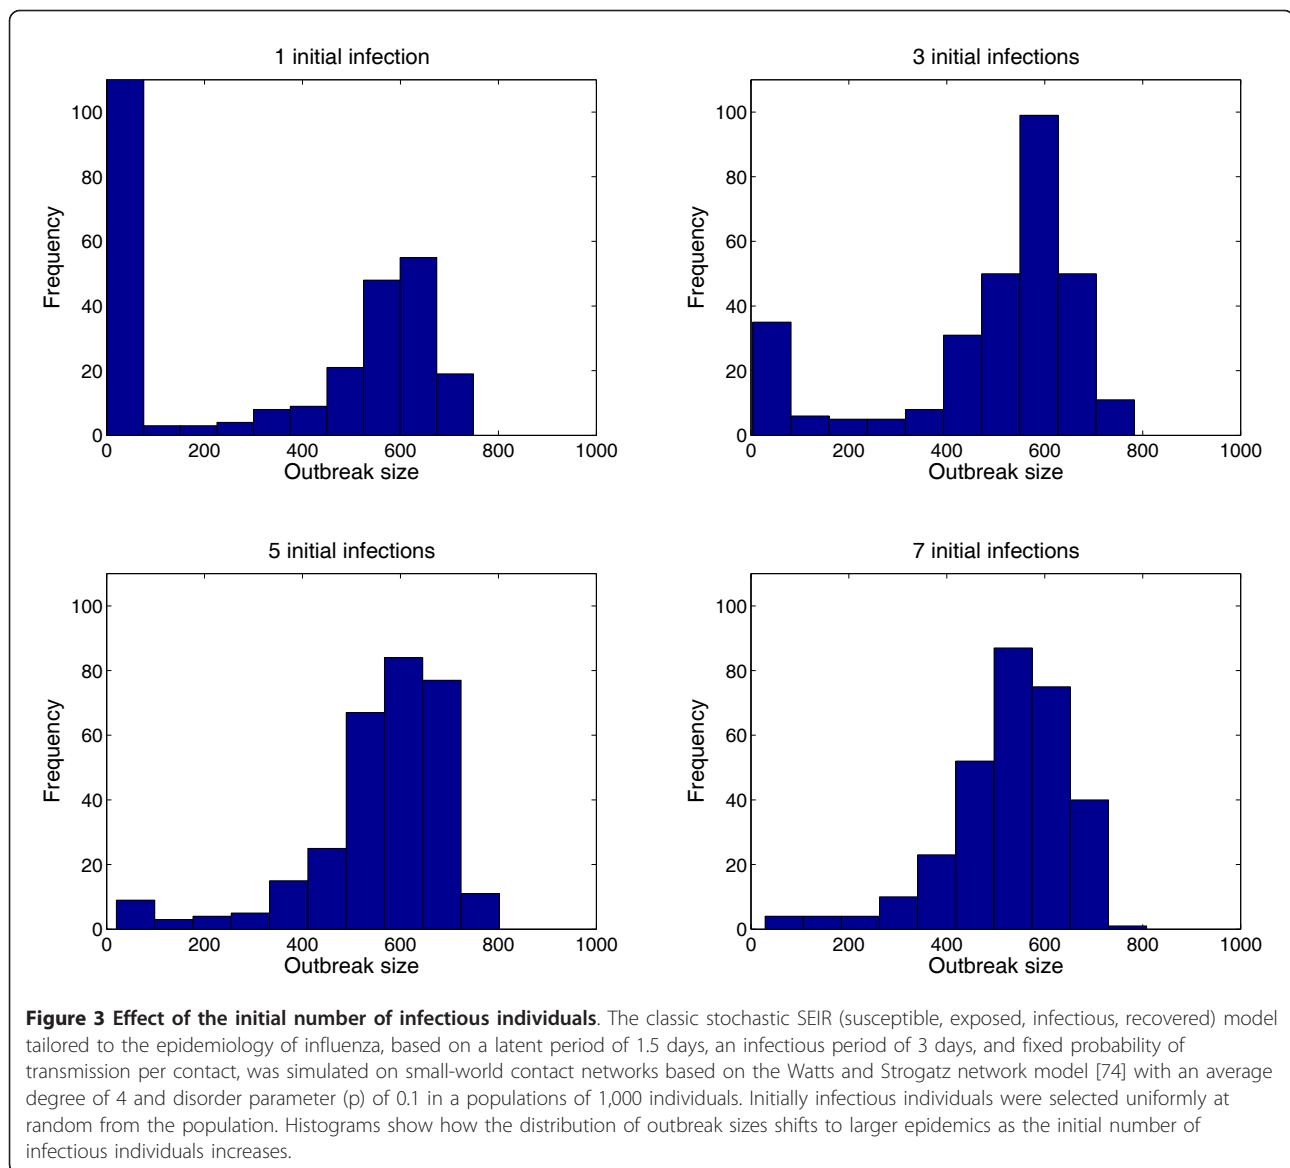 1 initial infection
100
80
60
40
20
0
Frequency
0 200 400 600 800 1000
Outbreak size
3 initial infections
100
80
60
40
20
0
Frequency
0 200 400 600 800 1000
Outbreak size
5 initial infections
100
80
60
40
20
0
Frequency
0 200 400 600 800 1000
Outbreak size
7 initial infections
100
80
60
40
20
0
Frequency
0 200 400 600 800 1000
Outbreak size
Figure 3 Effect of the initial number of infectious individuals. The classic stochastic SEIR (susceptible, exposed, infectious, recovered) model
tailored to the epidemiology of influenza, based on a latent period of 1.5 days, an infectious period of 3 days, and fixed probability of
transmission per contact, was simulated on small-world contact networks based on the Watts and Strogatz network model [74] with an average
degree of 4 and disorder parameter (p) of 0.1 in a populations of 1,000 individuals. Initially infectious individuals were selected uniformly at
random from the population. Histograms show how the distribution of outbreak sizes shifts to larger epidemics as the initial number of
infectious individuals increases.